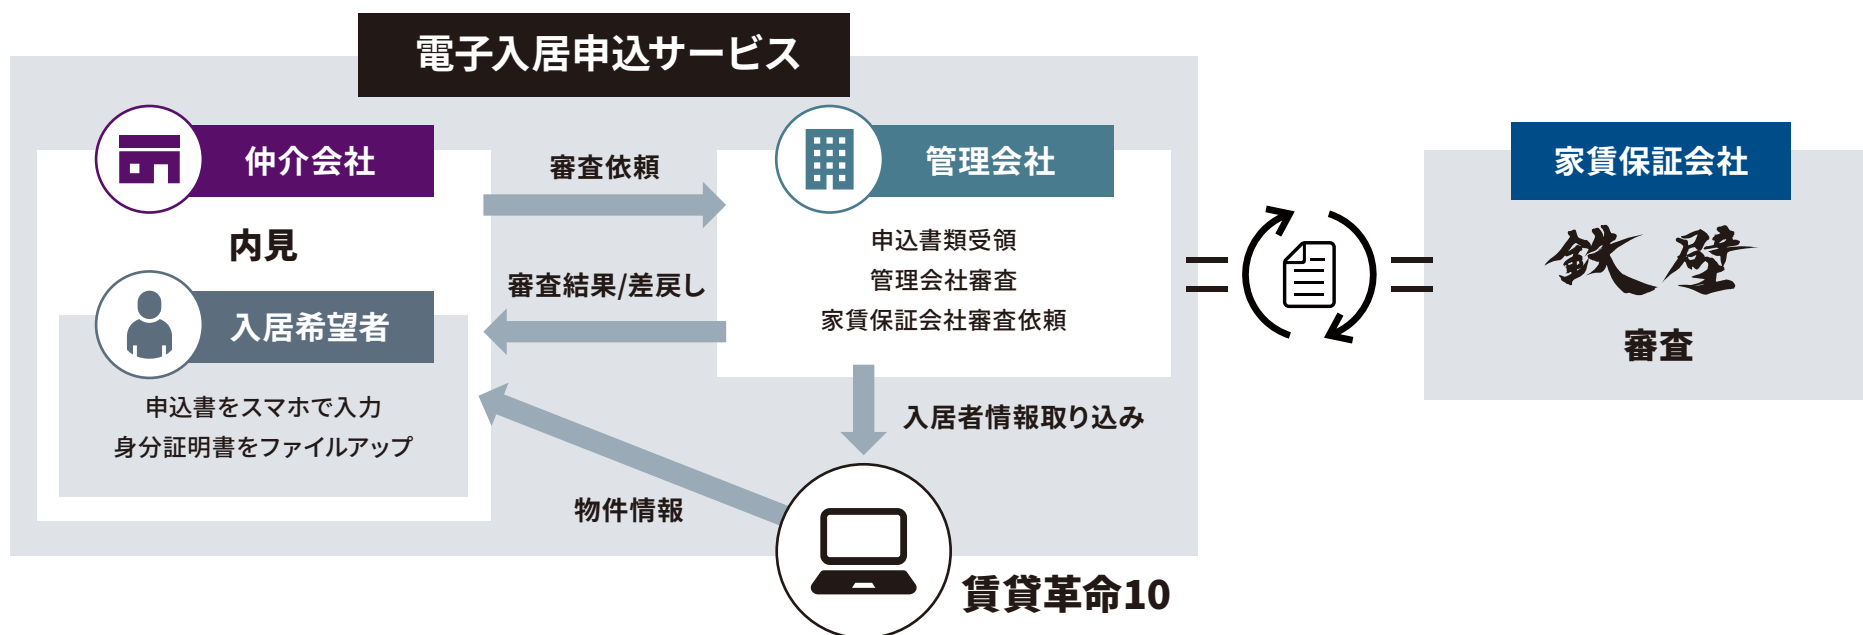 電子入居申込サービス
仲介会社
内見
入居希望者
申込書をスマホで入力
身分証明書をファイルアップ
審査依頼
審査結果/差戻し
物件情報
管理会社
申込書類受領
管理会社審査
家賃保証会社審査依頼
入居者情報取り込み
賃貸革命10
家賃保証会社
鉄壁
審査